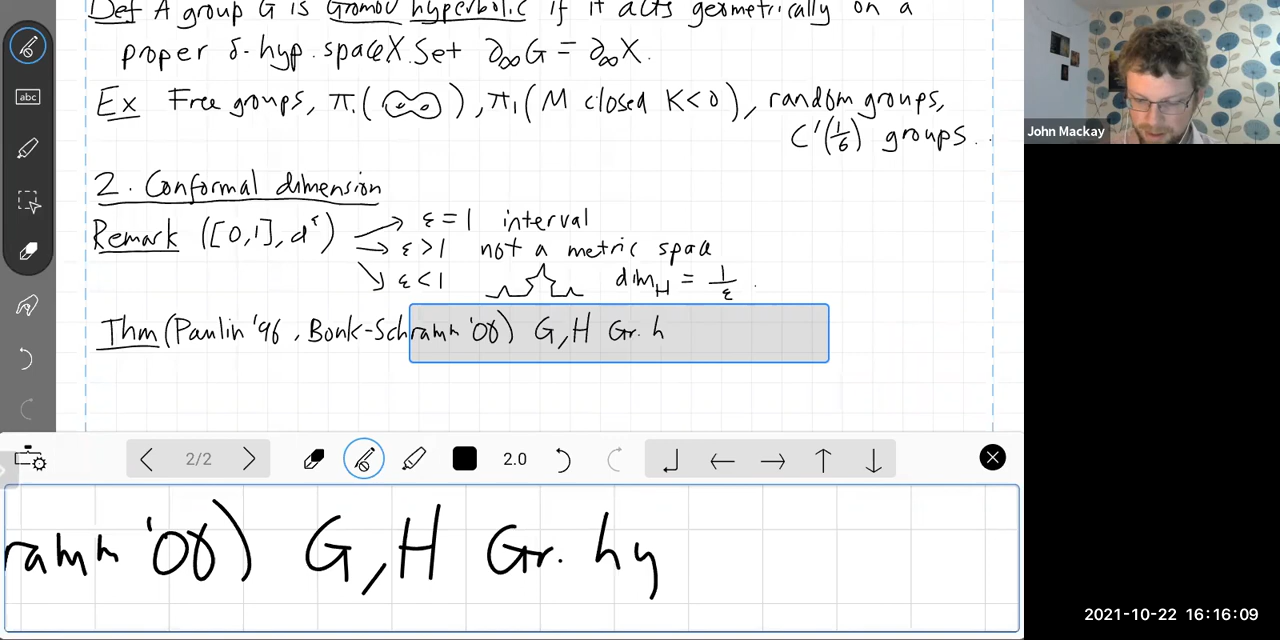 Def A group G is Gromov hyperbolic if it acts geometrically on a
proper δ-hyp. space X. Set ∂∞G = ∂∞X.
Ex Free groups, π₁( ), π₁(M closed K<0), random groups,
C'(1/6) groups...
2. Conformal dimension
Remark ([0,1], d^ε) → ε=1 interval
→ ε>1 not a metric space
↘ ε<1 dim_H = 1/ε.
Thm (Paulin '96, Bonk-Schramm '00) G,H Gr. h
abc
2/2
2.0
ramm '00) G,H Gr. hy
John Mackay
2021-10-22 16:16:09